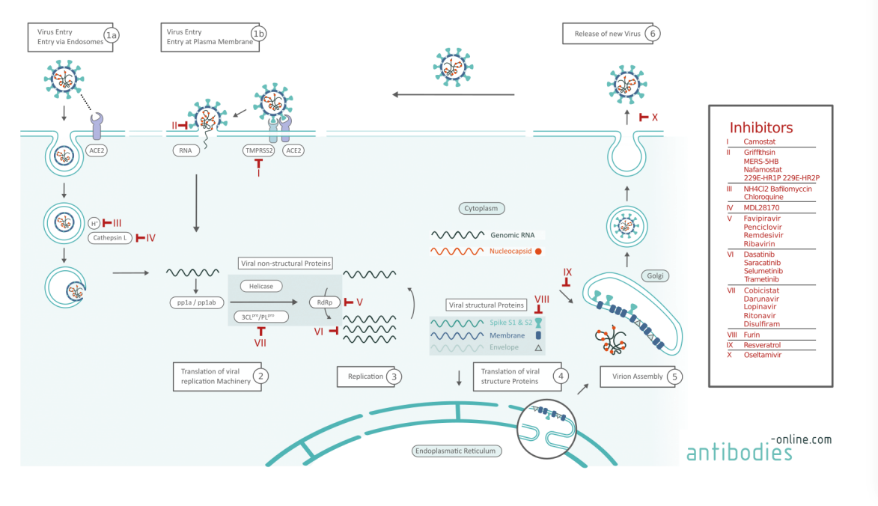 Virus Entry
Entry via Endosomes
1a
Virus Entry
Entry at Plasma Membrane
1b
Release of new Virus
6
X
II
ACE2
RNA
TMPRSS2
ACE2
I
H⁺
III
Cathepsin L
IV
Cytoplasm
Genomic RNA
Nucleocapsid
Viral non-structural Proteins
Helicase
pp1a / pp1ab
RdRp
V
3CLᵖʳᵒ/PLᵖʳᵒ
VI
VII
IX
Golgi
VIII
Viral structural Proteins
Spike S1 & S2
Membrane
Envelope
Translation of viral
replication Machinery
2
Replication
3
Translation of viral
structure Proteins
4
Virion Assembly
5
Endoplasmatic Reticulum
Inhibitors
I Camostat
II Griffithsin
MERS-5HB
Nafamostat
229E-HR1P 229E-HR2P
III NH4Cl2 Bafilomyccin
Chloroquine
IV MDL28170
V Favipiravir
Penciclovir
Remdesivir
Ribavirin
VI Dasatinib
Saracatinib
Selumetinib
Trametinib
VII Cobicistat
Darunavir
Lopinavir
Ritonavir
Disulfiram
VIII Furin
IX Resveratrol
X Oseltamivir
antibodies-online.com